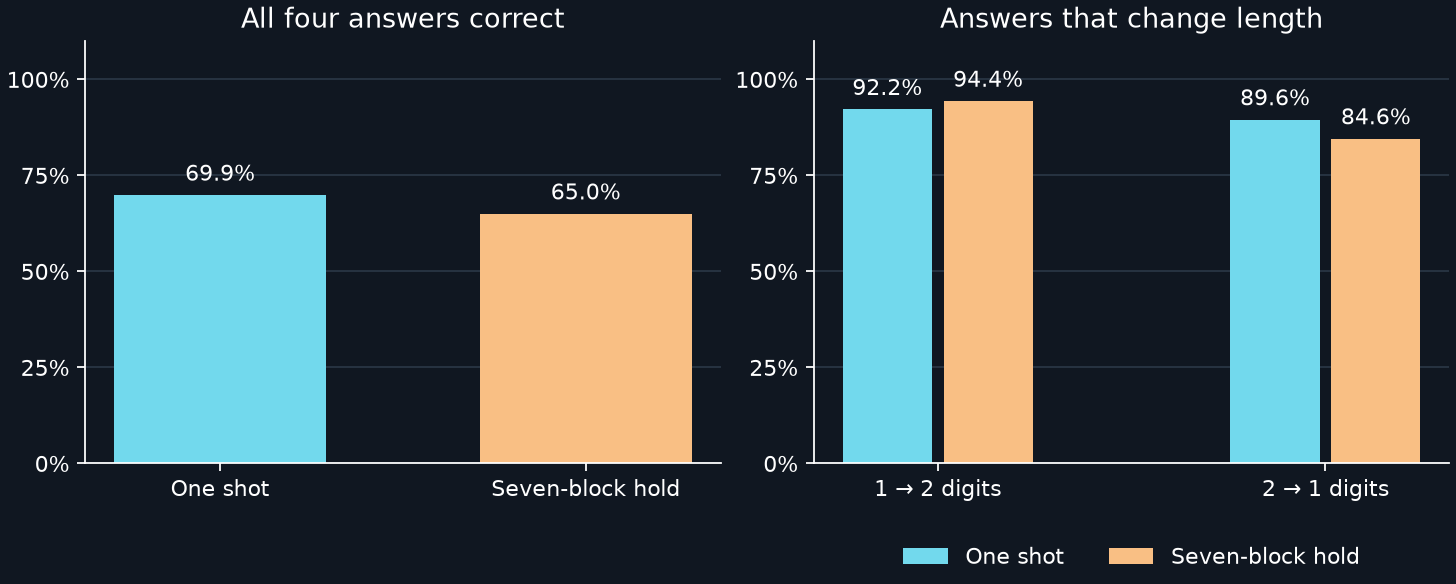 All four answers correct
100%
75%
50%
25%
0%
69.9%
65.0%
One shot
Seven-block hold
Answers that change length
100%
75%
50%
25%
0%
92.2%
94.4%
89.6%
84.6%
1 → 2 digits
2 → 1 digits
One shot
Seven-block hold